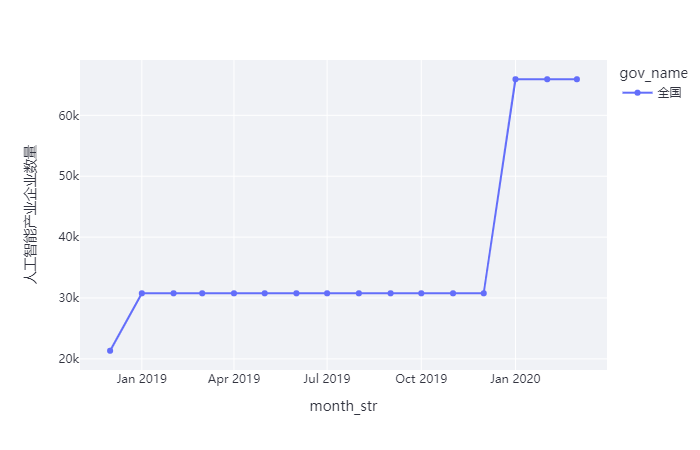 gov_name
全国
人工智能产业企业数量
60k
50k
40k
30k
20k
Jan 2019
Apr 2019
Jul 2019
Oct 2019
Jan 2020
month_str